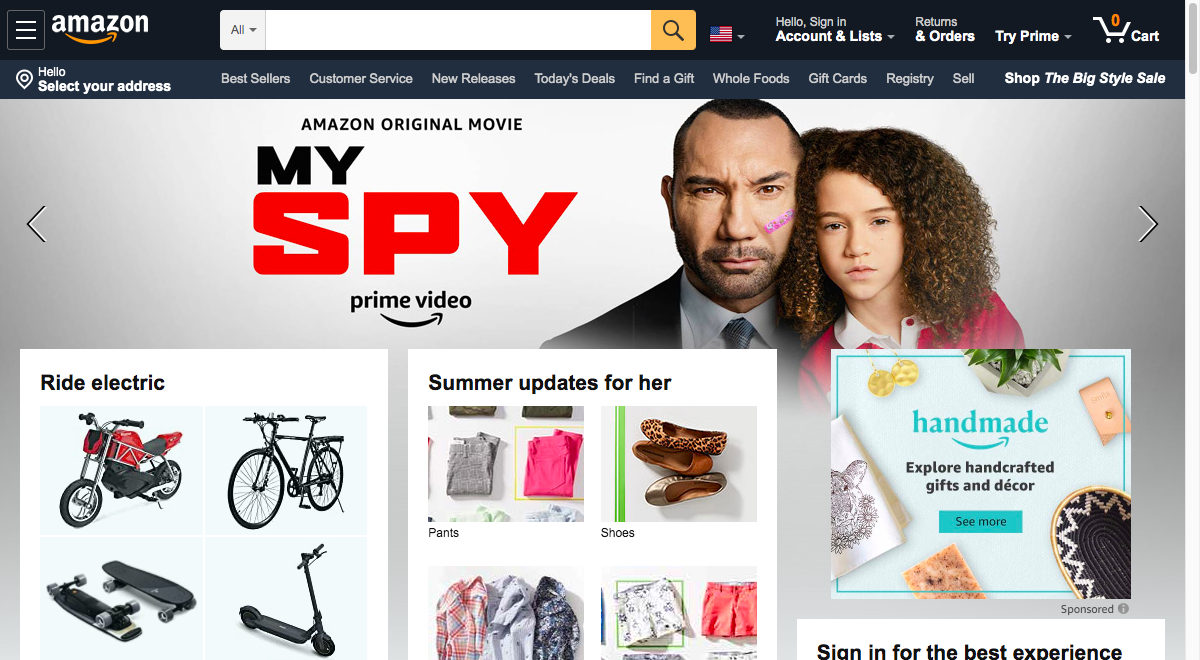 amazon
All
Hello, Sign in
Account & Lists
Returns
& Orders
Try Prime
0
Cart
Hello
Select your address
Best Sellers
Customer Service
New Releases
Today's Deals
Find a Gift
Whole Foods
Gift Cards
Registry
Sell
Shop The Big Style Sale
AMAZON ORIGINAL MOVIE
MY
SPY
prime video
Ride electric
Summer updates for her
Pants
Shoes
handmade
Explore handcrafted
gifts and décor
See more
Sponsored
Sign in for the best experience